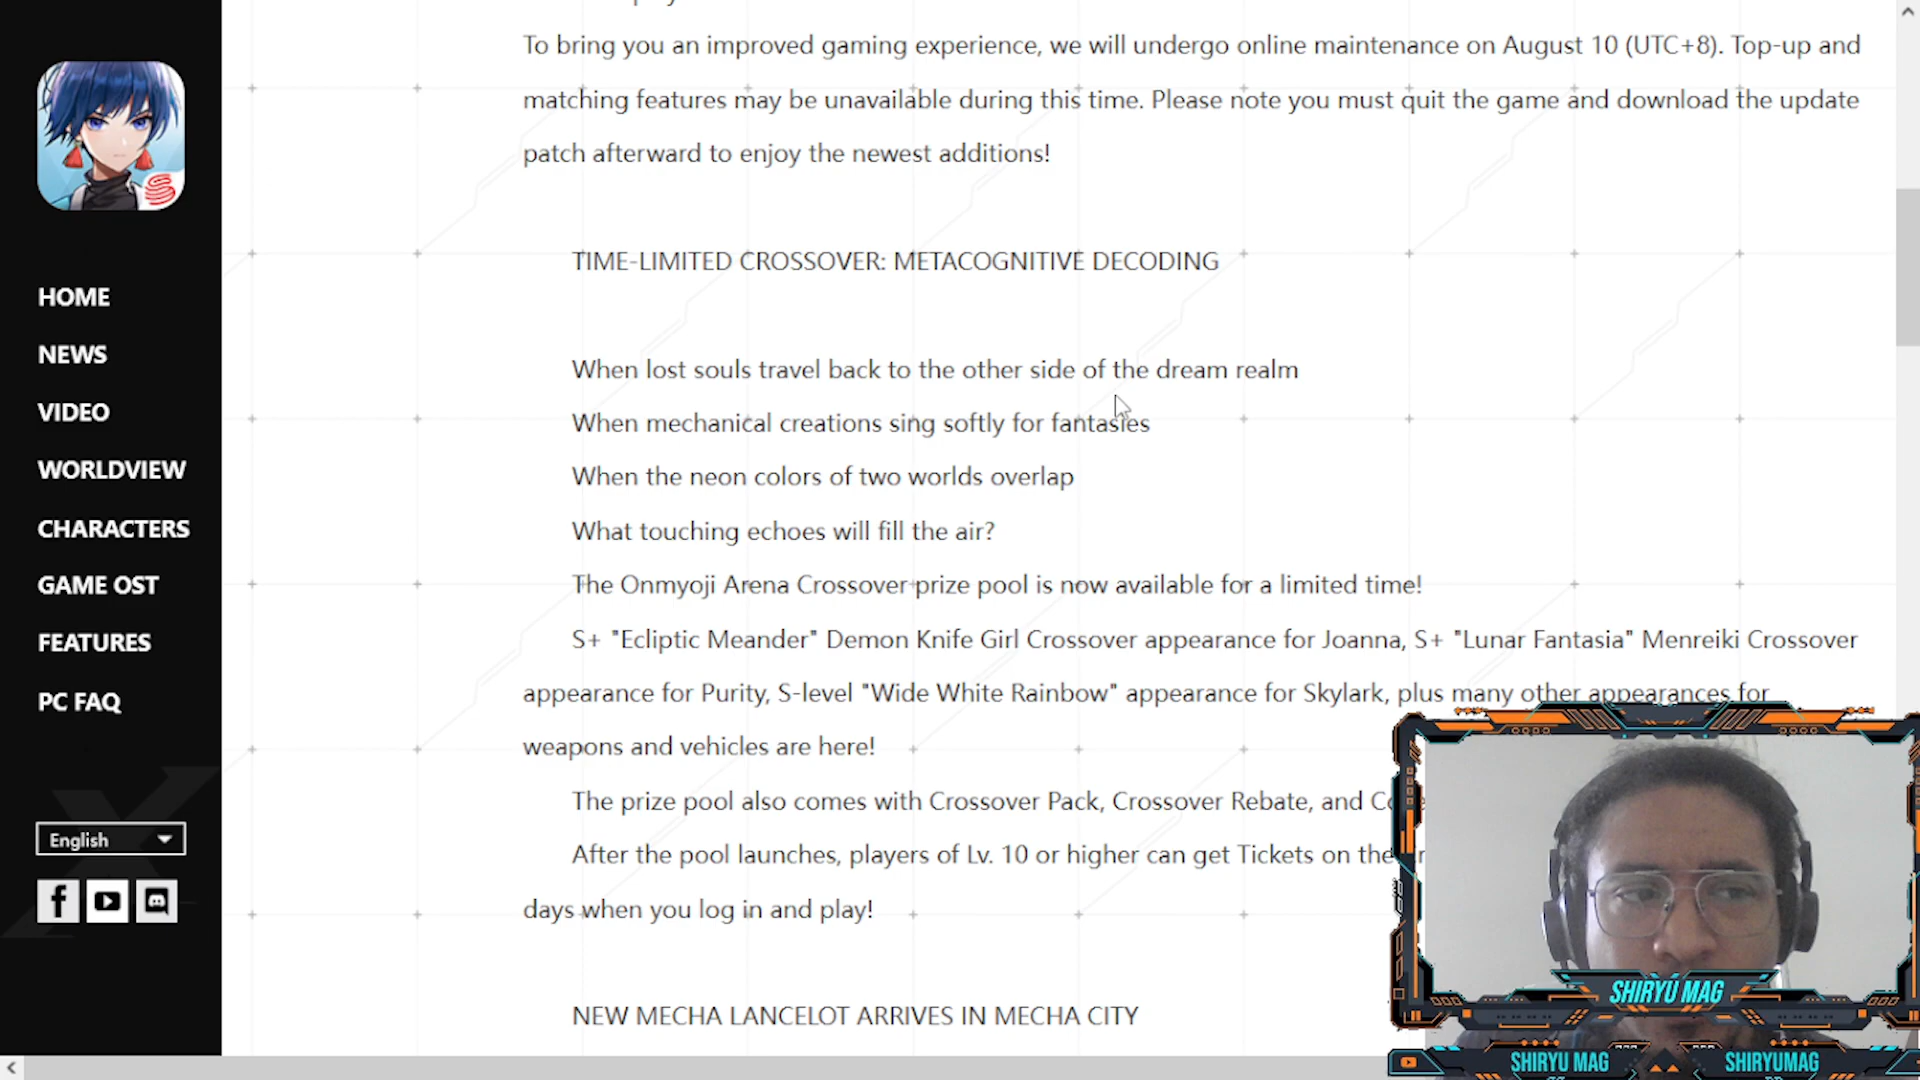 To bring you an improved gaming experience, we will undergo online maintenance on August 10 (UTC+8). Top-up and
matching features may be unavailable during this time. Please note you must quit the game and download the update
patch afterward to enjoy the newest additions!
TIME-LIMITED CROSSOVER: METACOGNITIVE DECODING
When lost souls travel back to the other side of the dream realm
When mechanical creations sing softly for fantasies
When the neon colors of two worlds overlap
What touching echoes will fill the air?
The Onmyoji Arena Crossover prize pool is now available for a limited time!
S+ "Ecliptic Meander" Demon Knife Girl Crossover appearance for Joanna, S+ "Lunar Fantasia" Menreiki Crossover
appearance for Purity, S-level "Wide White Rainbow" appearance for Skylark, plus many other appearances for
weapons and vehicles are here!
The prize pool also comes with Crossover Pack, Crossover Rebate, and
After the pool launches, players of Lv. 10 or higher can get Tickets on the
days when you log in and play!
NEW MECHA LANCELOT ARRIVES IN MECHA CITY
HOME
NEWS
VIDEO
WORLDVIEW
CHARACTERS
GAME OST
FEATURES
PC FAQ
English
SHIRYU MAG
SHIRYU MAG
SHIRYUMAG